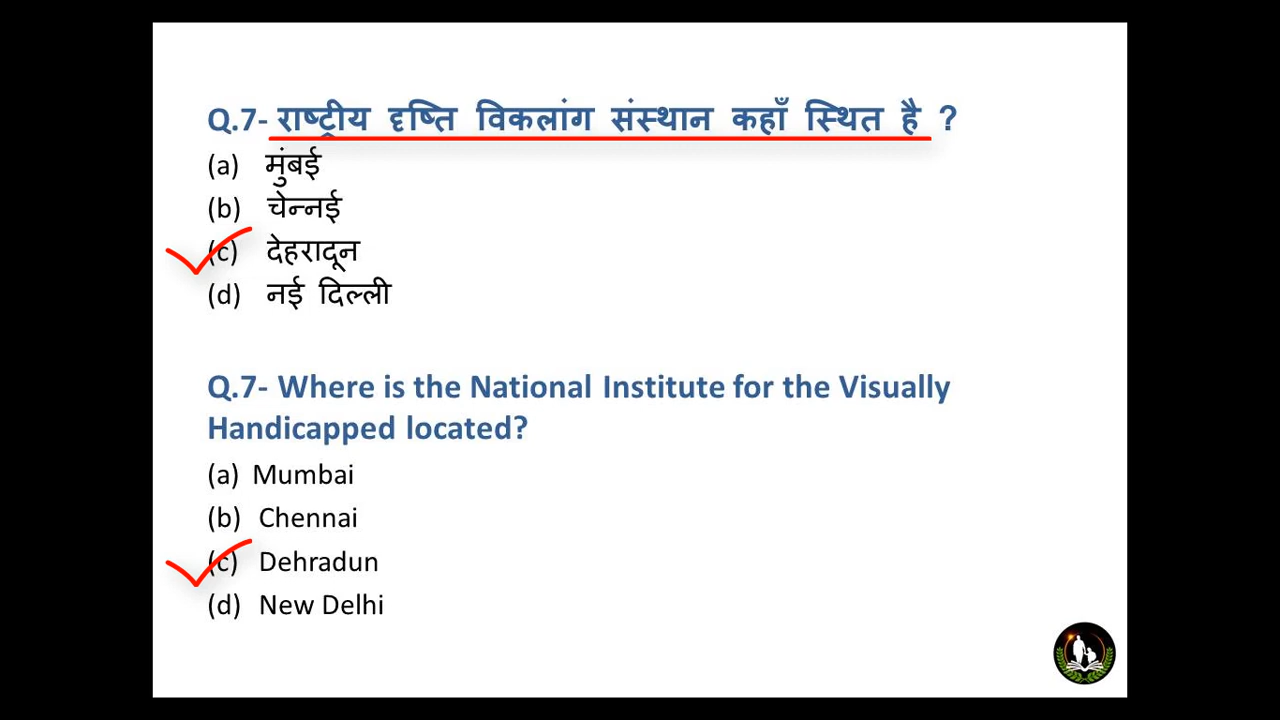 Q.7- राष्ट्रीय दृष्ति विकलांग संस्थान कहाँ स्थित है ?
(a) मुंबई
(b) चेन्नई
(c) देहरादून
(d) नई दिल्ली
Q.7- Where is the National Institute for the Visually
Handicapped located?
(a) Mumbai
(b) Chennai
(c) Dehradun
(d) New Delhi